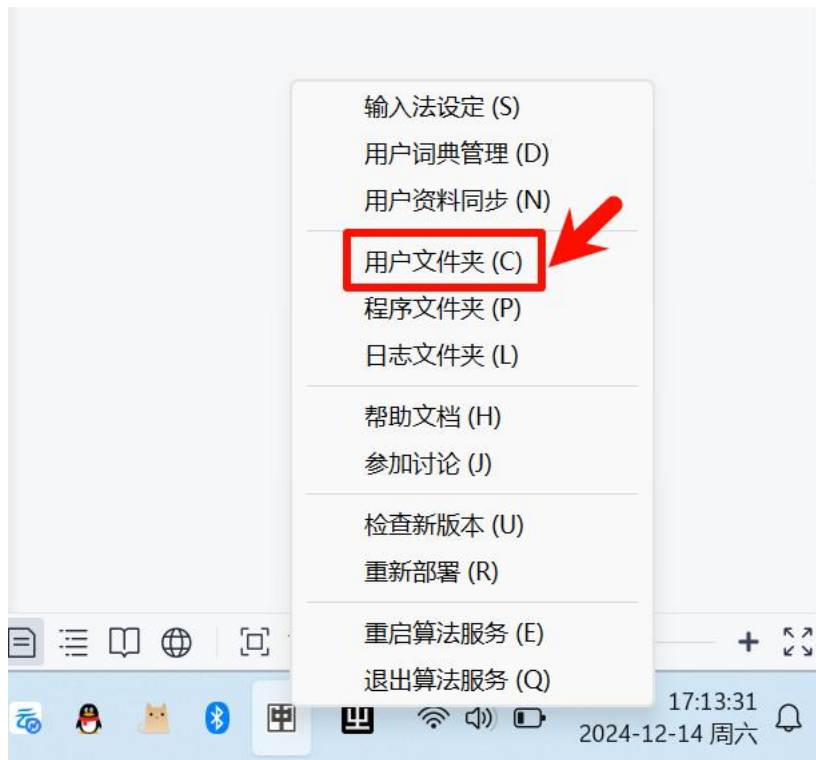 输入法设定 (S)
用户词典管理 (D)
用户资料同步 (N)
用户文件夹 (C)
程序文件夹 (P)
日志文件夹 (L)
帮助文档 (H)
参加讨论 (J)
检查新版本 (U)
重新部署 (R)
重启算法服务 (E)
退出算法服务 (Q)
中
17:13:31
2024-12-14 周六